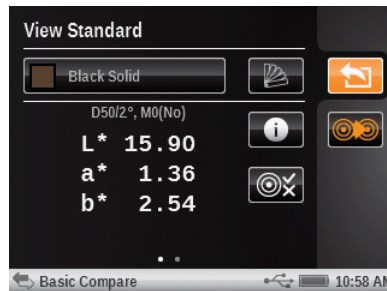 View Standard
Black Solid
D50/2°, M0(No)
L* 15.90
a* 1.36
b* 2.54
Basic Compare
10:58 AM